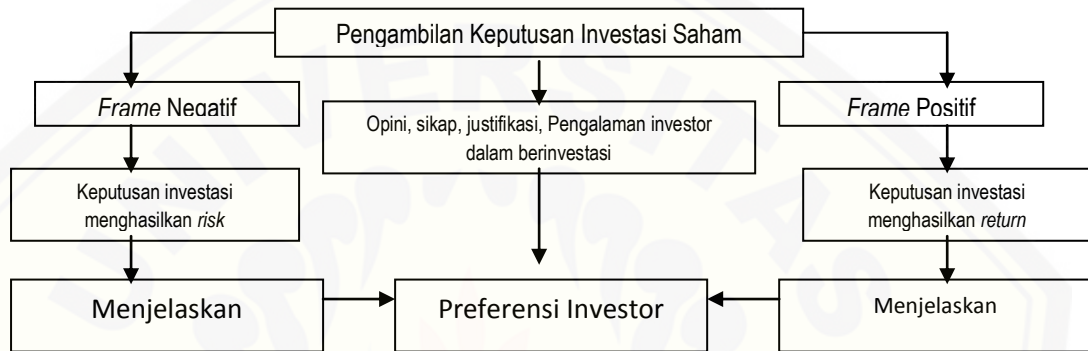 Pengambilan Keputusan Investasi Saham
Frame Negatif
Opini, sikap, justifikasi, Pengalaman investor
dalam berinvestasi
Frame Positif
Keputusan investasi
menghasilkan risk
Keputusan investasi
menghasilkan return
Menjelaskan
Preferensi Investor
Menjelaskan
UNIVERSITAS